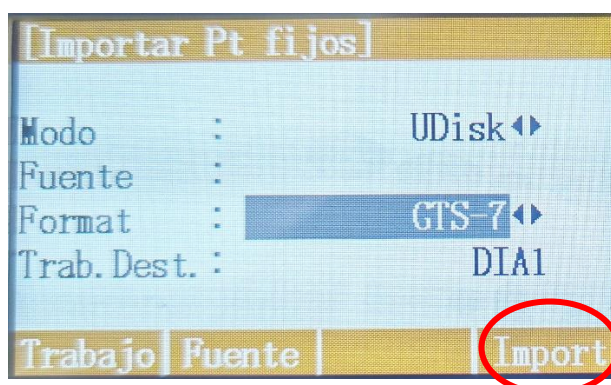 [Importar Pt fijos]
Modo : UDisk
Fuente :
Format : GTS-7
Trab.Dest. : DIA1
Trabajo Fuente Import